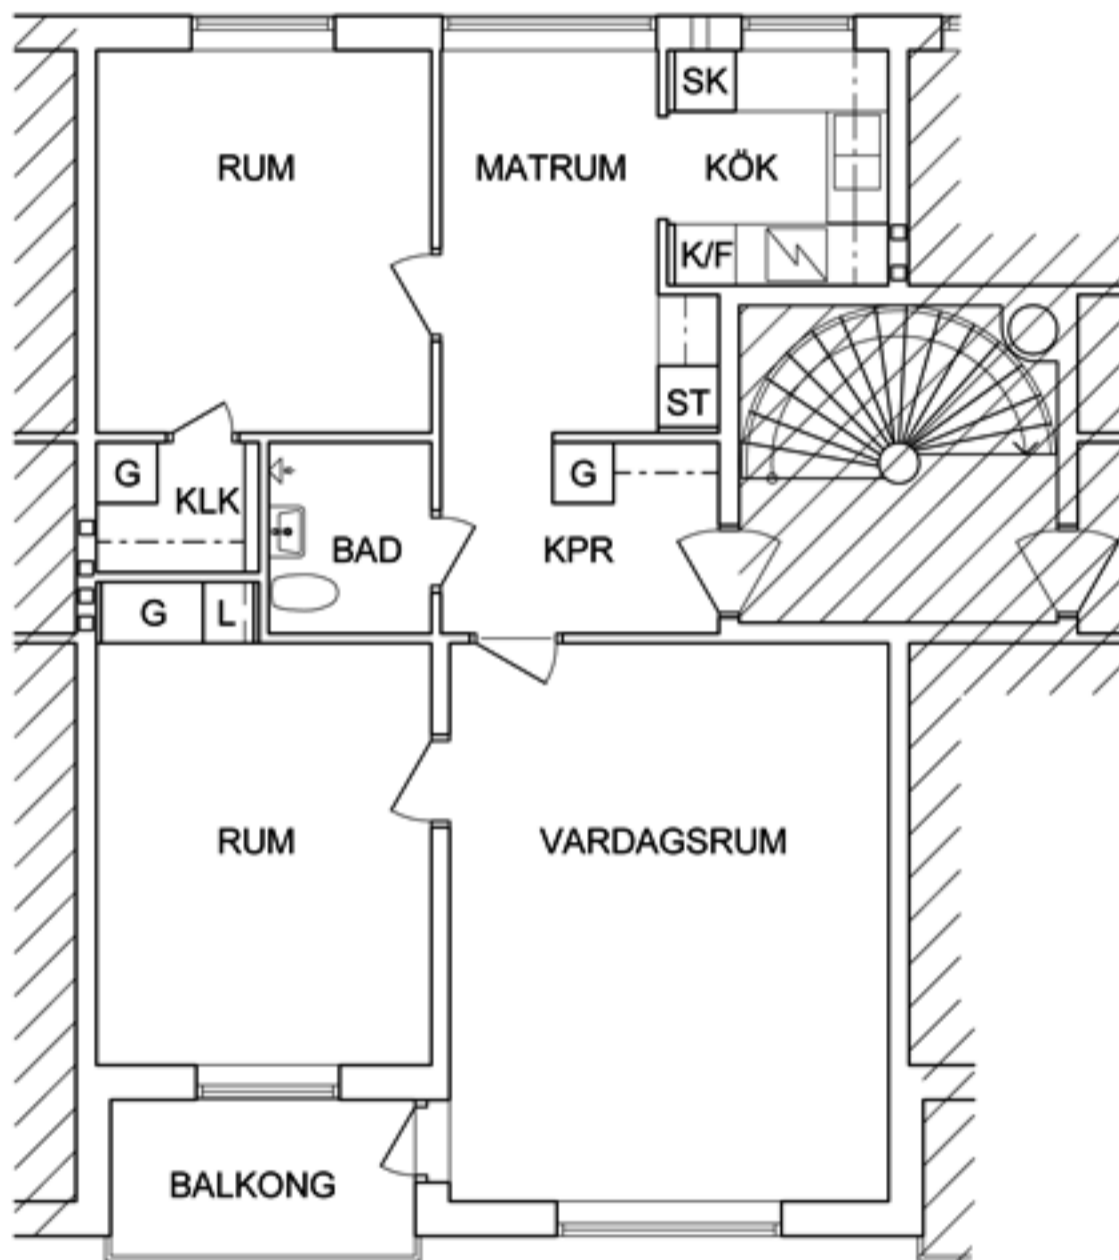 SK
RUM
MATRUM
KÖK
K/F
ST
G
KLK
G
BAD
KPR
G
L
RUM
VARDAGSRUM
BALKONG